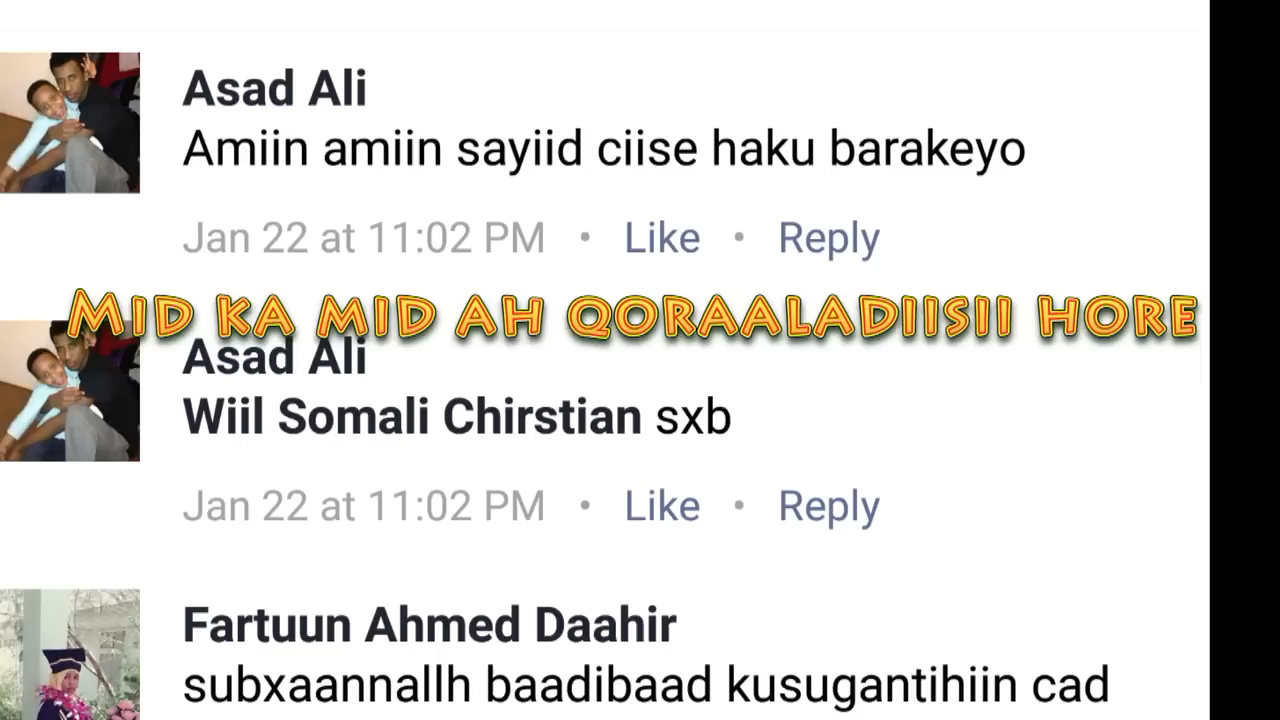 Asad Ali
Amiin amiin sayiid ciise haku barakeyo
Jan 22 at 11:02 PM • Like • Reply
MID KA MID AH QORAALADIISII HORE
Asad Ali
Wiil Somali Chirstian sxb
Jan 22 at 11:02 PM • Like • Reply
Fartuun Ahmed Daahir
subxaannallh baadibaad kusugantihiin cad